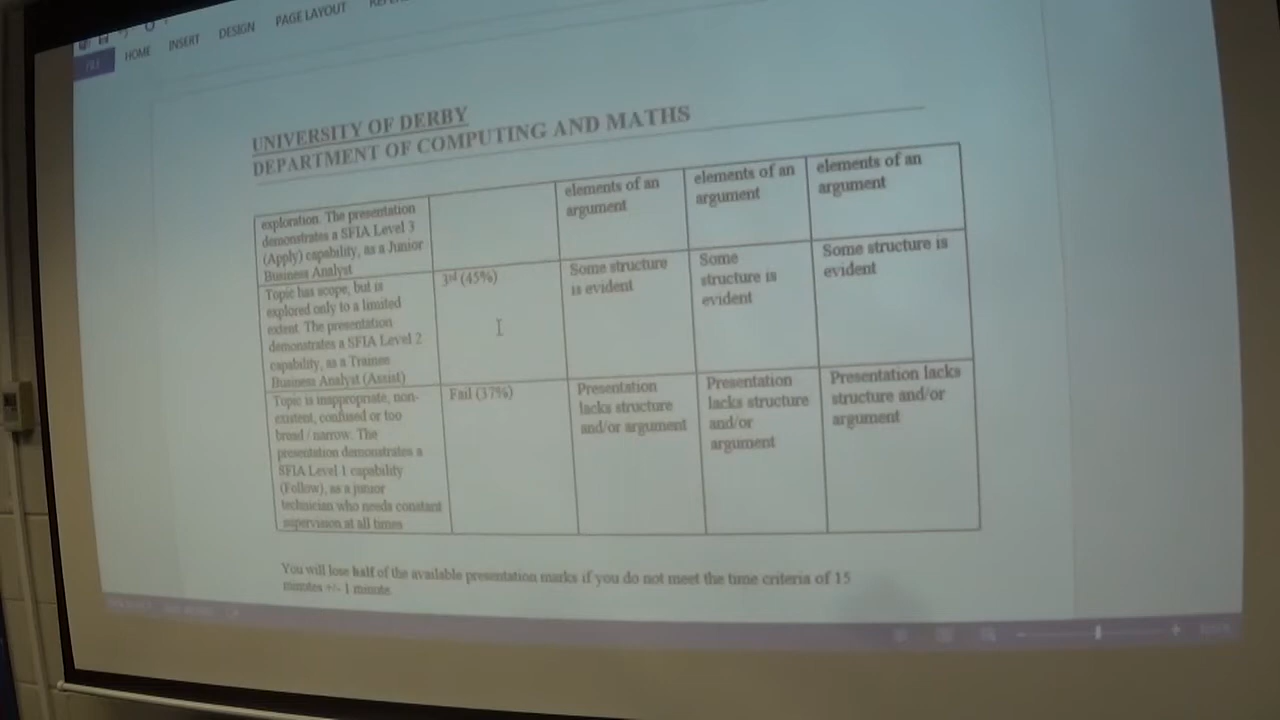 FILE
HOME INSERT DESIGN PAGE LAYOUT
UNIVERSITY OF DERBY
DEPARTMENT OF COMPUTING AND MATHS
exploration. The presentation
demonstrates a SFIA Level 3
(Apply) capability, as a Junior
Business Analyst
elements of an
argument
elements of an
argument
elements of an
argument
Topic has scope, but is
explored only to a limited
extent. The presentation
demonstrates a SFIA Level 2
capability, as a Trainee
Business Analyst (Assist)
3rd (45%)
Some structure
is evident
Some
structure is
evident
Some structure is
evident
Topic is inappropriate, non-
existent, confused or too
broad / narrow. The
presentation demonstrates a
SFIA Level 1 capability
(Follow), as a junior
technician who needs constant
supervision at all times
Fail (37%)
Presentation
lacks structure
and/or argument
Presentation
lacks structure
and/or
argument
Presentation lacks
structure and/or
argument
You will lose half of the available presentation marks if you do not meet the time criteria of 15
minutes +/- 1 minute